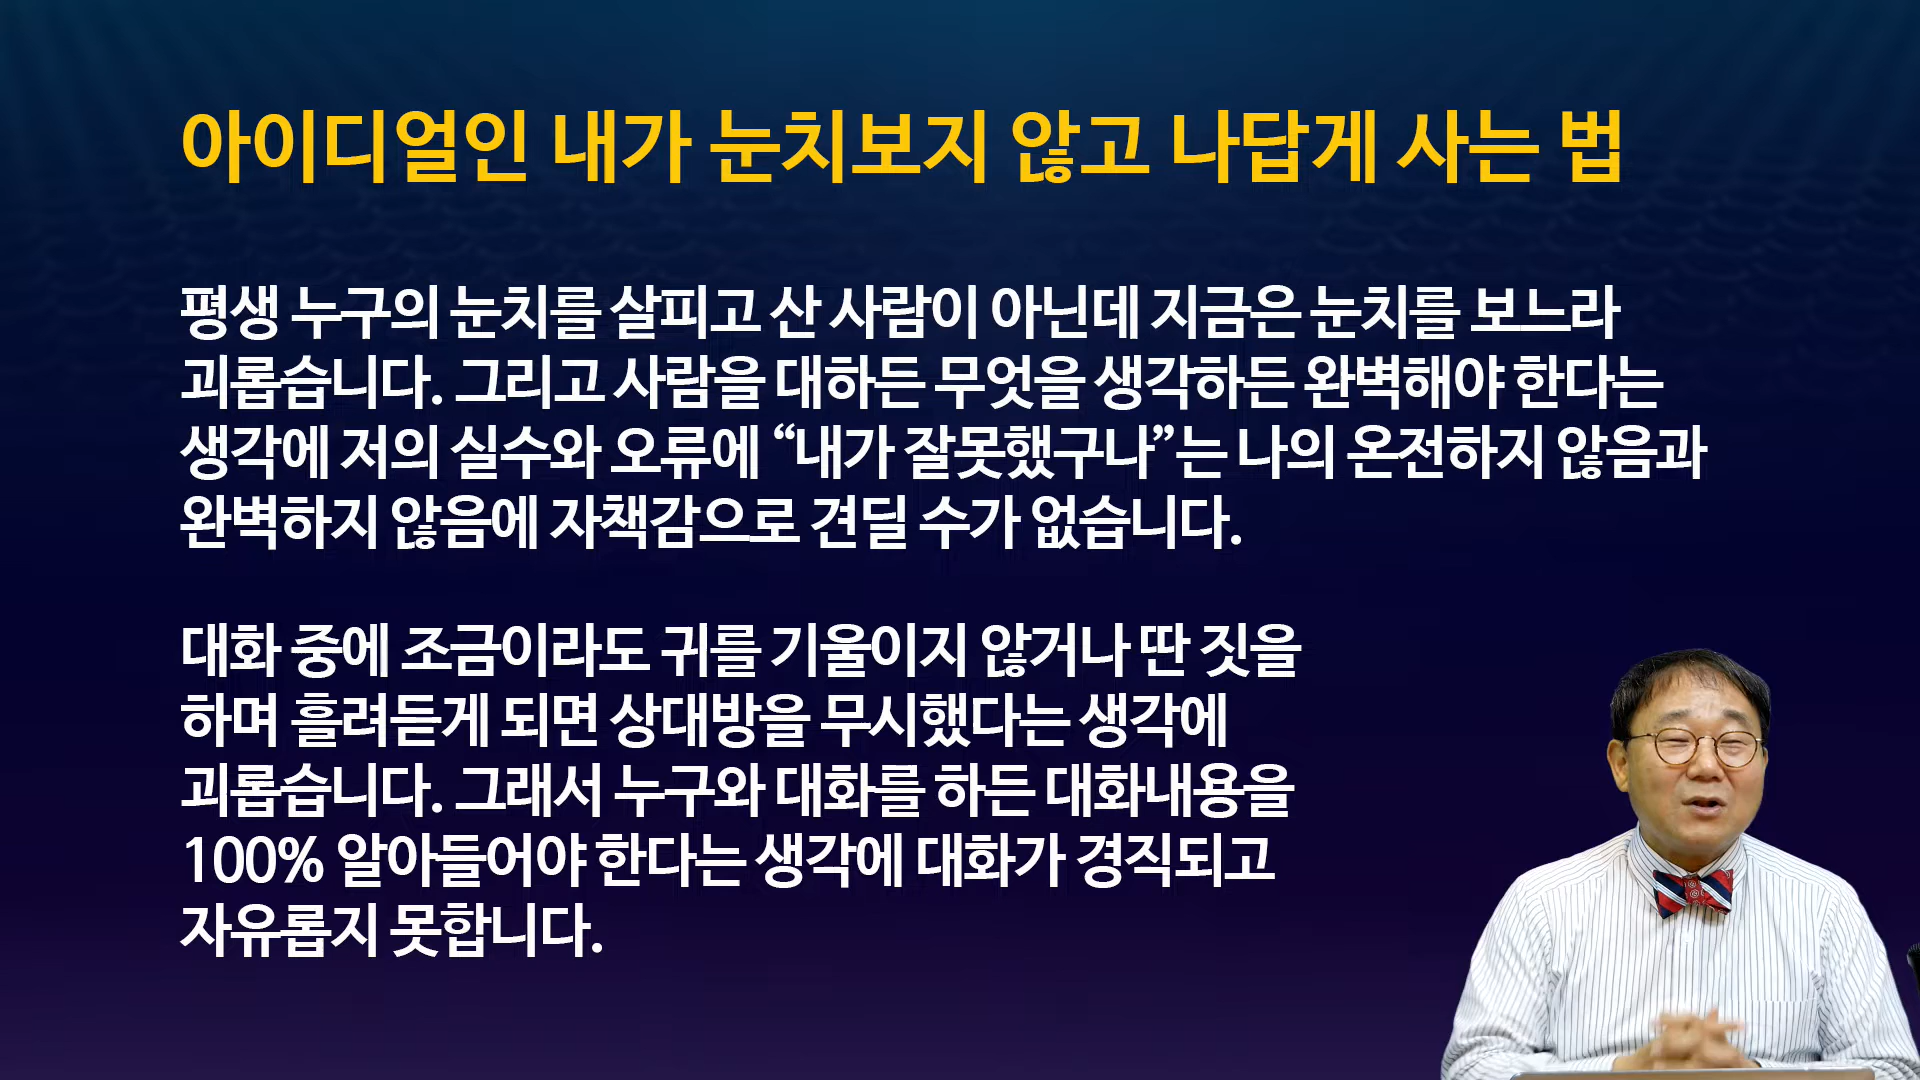 아이디얼인 내가 눈치보지 않고 나답게 사는 법
평생 누구의 눈치를 살피고 산 사람이 아닌데 지금은 눈치를 보느라
괴롭습니다. 그리고 사람을 대하든 무엇을 생각하든 완벽해야 한다는
생각에 저의 실수와 오류에 “내가 잘못했구나”는 나의 온전하지 않음과
완벽하지 않음에 자책감으로 견딜 수가 없습니다.
대화 중에 조금이라도 귀를 기울이지 않거나 딴 짓을
하며 흘려듣게 되면 상대방을 무시했다는 생각에
괴롭습니다. 그래서 누구와 대화를 하든 대화내용을
100% 알아들어야 한다는 생각에 대화가 경직되고
자유롭지 못합니다.